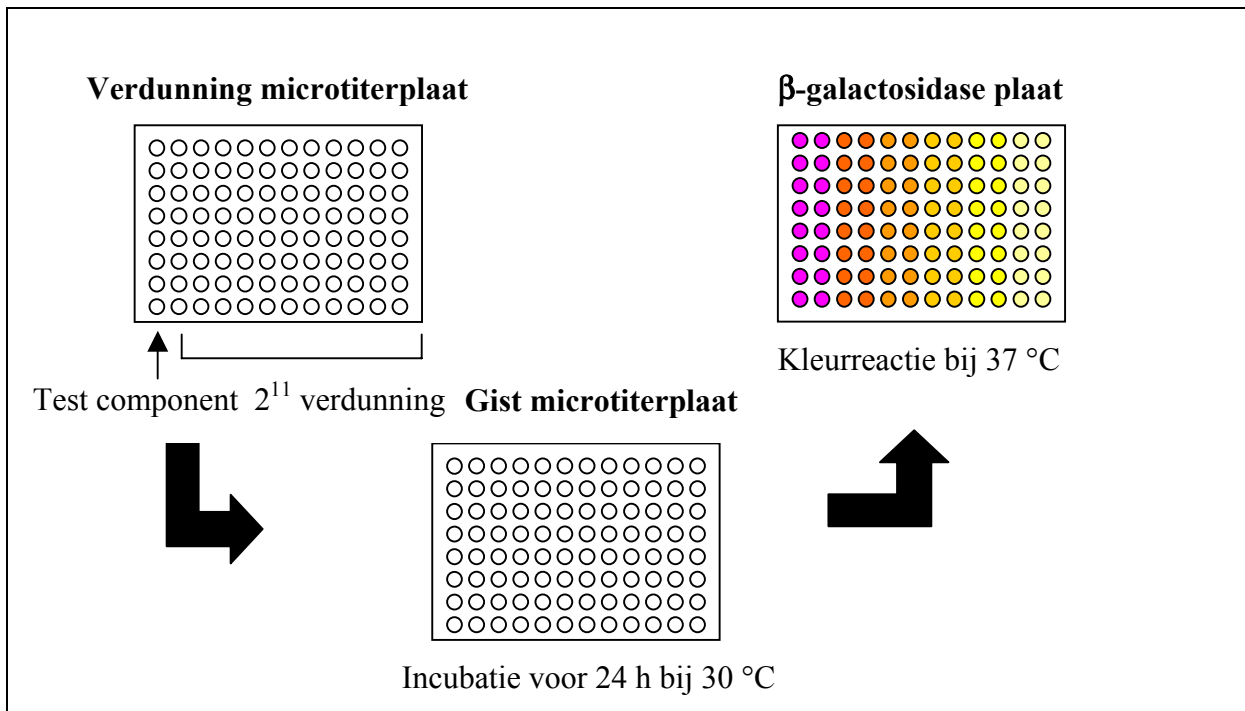 Verdunning microtiterplaat
β-galactosidase plaat
Kleurreactie bij 37 °C
Test component 2¹¹ verdunning
Gist microtiterplaat
Incubatie voor 24 h bij 30 °C